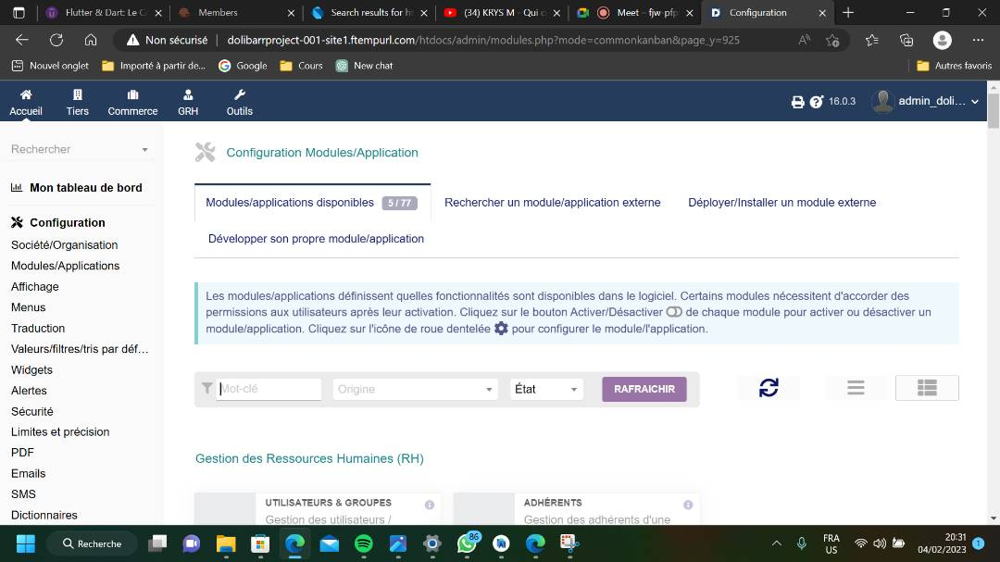 Flutter & Dart: Le C
Members
Search results for ht
(34) KRYS M - Qui c
Meet – fjw-pfp
Configuration
Non sécurisé
dolibarrproject-001-site1.ftempurl.com/htdocs/admin/modules.php?mode=commonkanban&page_y=925
Nouvel onglet
Importé à partir de...
Google
Cours
New chat
Autres favoris
Accueil
Tiers
Commerce
GRH
Outils
16.0.3
admin_doli...
Rechercher
Mon tableau de bord
Configuration
Société/Organisation
Modules/Applications
Affichage
Menus
Traduction
Valeurs/filtres/tris par déf...
Widgets
Alertes
Sécurité
Limites et précision
PDF
Emails
SMS
Dictionnaires
Configuration Modules/Application
Modules/applications disponibles 5 / 77
Rechercher un module/application externe
Déployer/Installer un module externe
Développer son propre module/application
Les modules/applications définissent quelles fonctionnalités sont disponibles dans le logiciel. Certains modules nécessitent d'accorder des
permissions aux utilisateurs après leur activation. Cliquez sur le bouton Activer/Désactiver de chaque module pour activer ou désactiver un
module/application. Cliquez sur l'icône de roue dentelée pour configurer le module/l'application.
Mot-clé
Origine
État
RAFRAICHIR
Gestion des Ressources Humaines (RH)
UTILISATEURS & GROUPES
Gestion des utilisateurs /
ADHÉRENTS
Gestion des adhérents d'une
Recherche
86
FRA
US
20:31
04/02/2023
1